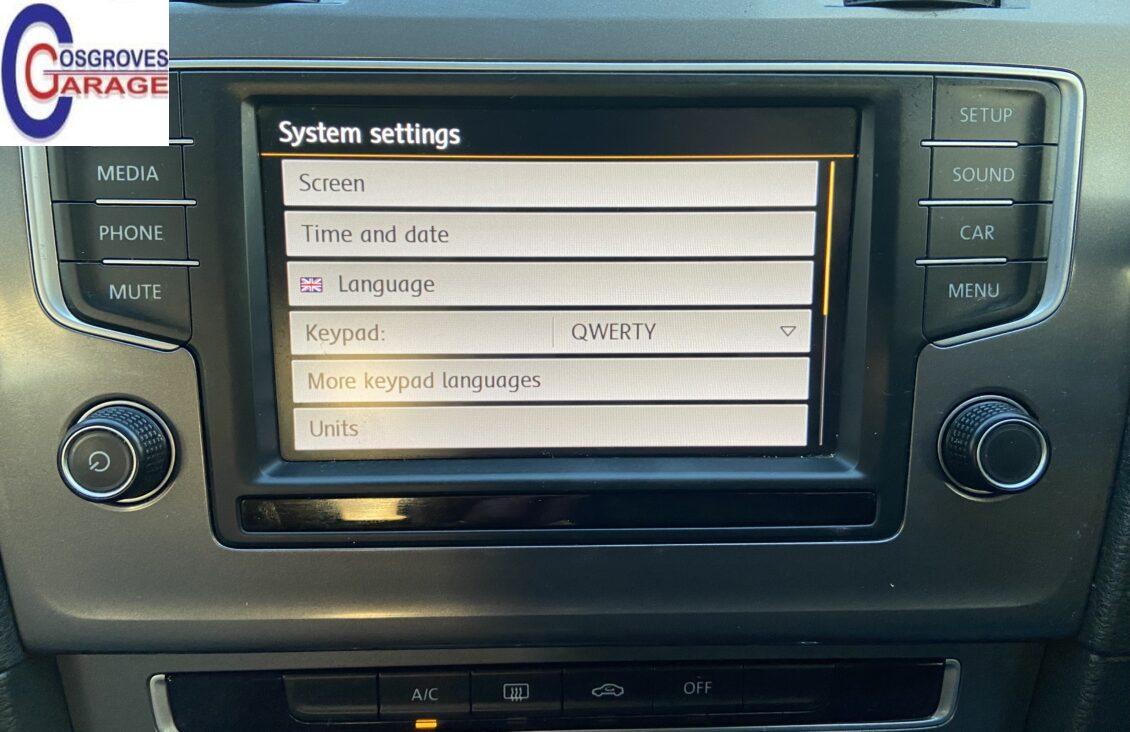 COSGROVES
GARAGE
System settings
Screen
Time and date
Language
Keypad: QWERTY
More keypad languages
Units
MEDIA
PHONE
MUTE
SETUP
SOUND
CAR
MENU
A/C
OFF